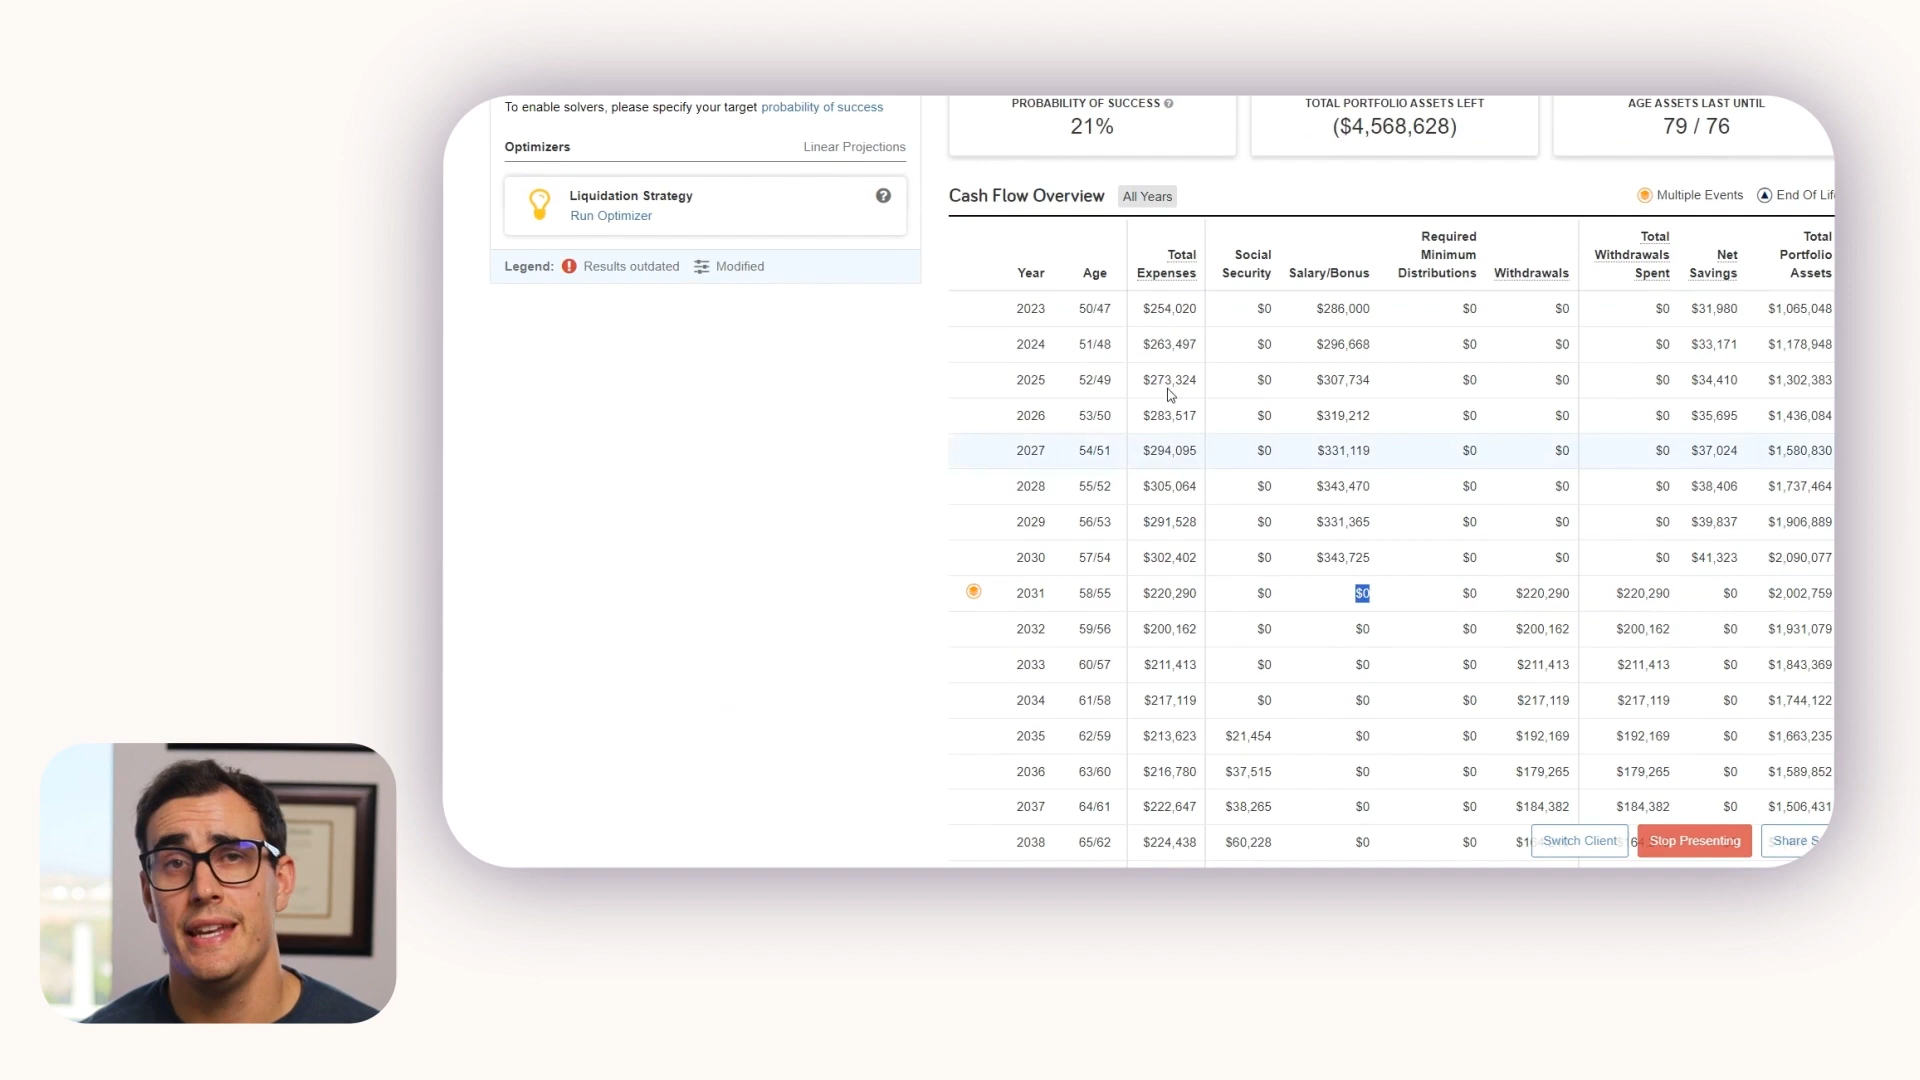 To enable solvers, please specify your target probability of success
Optimizers Linear Projections
Liquidation Strategy
Run Optimizer
Legend: Results outdated Modified
PROBABILITY OF SUCCESS
21%
TOTAL PORTFOLIO ASSETS LEFT
($4,568,628)
AGE ASSETS LAST UNTIL
79 / 76
Cash Flow Overview All Years Multiple Events End Of Lif
Year Age Total Expenses Social Security Salary/Bonus Required Minimum Distributions Withdrawals Total Withdrawals Spent Net Savings Total Portfolio Assets
2023 50/47 $254,020 $0 $286,000 $0 $0 $0 $31,980 $1,065,048
2024 51/48 $263,497 $0 $296,668 $0 $0 $0 $33,171 $1,178,948
2025 52/49 $273,324 $0 $307,734 $0 $0 $0 $34,410 $1,302,383
2026 53/50 $283,517 $0 $319,212 $0 $0 $0 $35,695 $1,436,084
2027 54/51 $294,095 $0 $331,119 $0 $0 $0 $37,024 $1,580,830
2028 55/52 $305,064 $0 $343,470 $0 $0 $0 $38,406 $1,737,464
2029 56/53 $291,528 $0 $331,365 $0 $0 $0 $39,837 $1,906,889
2030 57/54 $302,402 $0 $343,725 $0 $0 $0 $41,323 $2,090,077
2031 58/55 $220,290 $0 $0 $0 $220,290 $220,290 $0 $2,002,759
2032 59/56 $200,162 $0 $0 $0 $200,162 $200,162 $0 $1,931,079
2033 60/57 $211,413 $0 $0 $0 $211,413 $211,413 $0 $1,843,369
2034 61/58 $217,119 $0 $0 $0 $217,119 $217,119 $0 $1,744,122
2035 62/59 $213,623 $21,454 $0 $0 $192,169 $192,169 $0 $1,663,235
2036 63/60 $216,780 $37,515 $0 $0 $179,265 $179,265 $0 $1,589,852
2037 64/61 $222,647 $38,265 $0 $0 $184,382 $184,382 $0 $1,506,431
2038 65/62 $224,438 $60,228 $0 $0
Switch Client Stop Presenting Share S